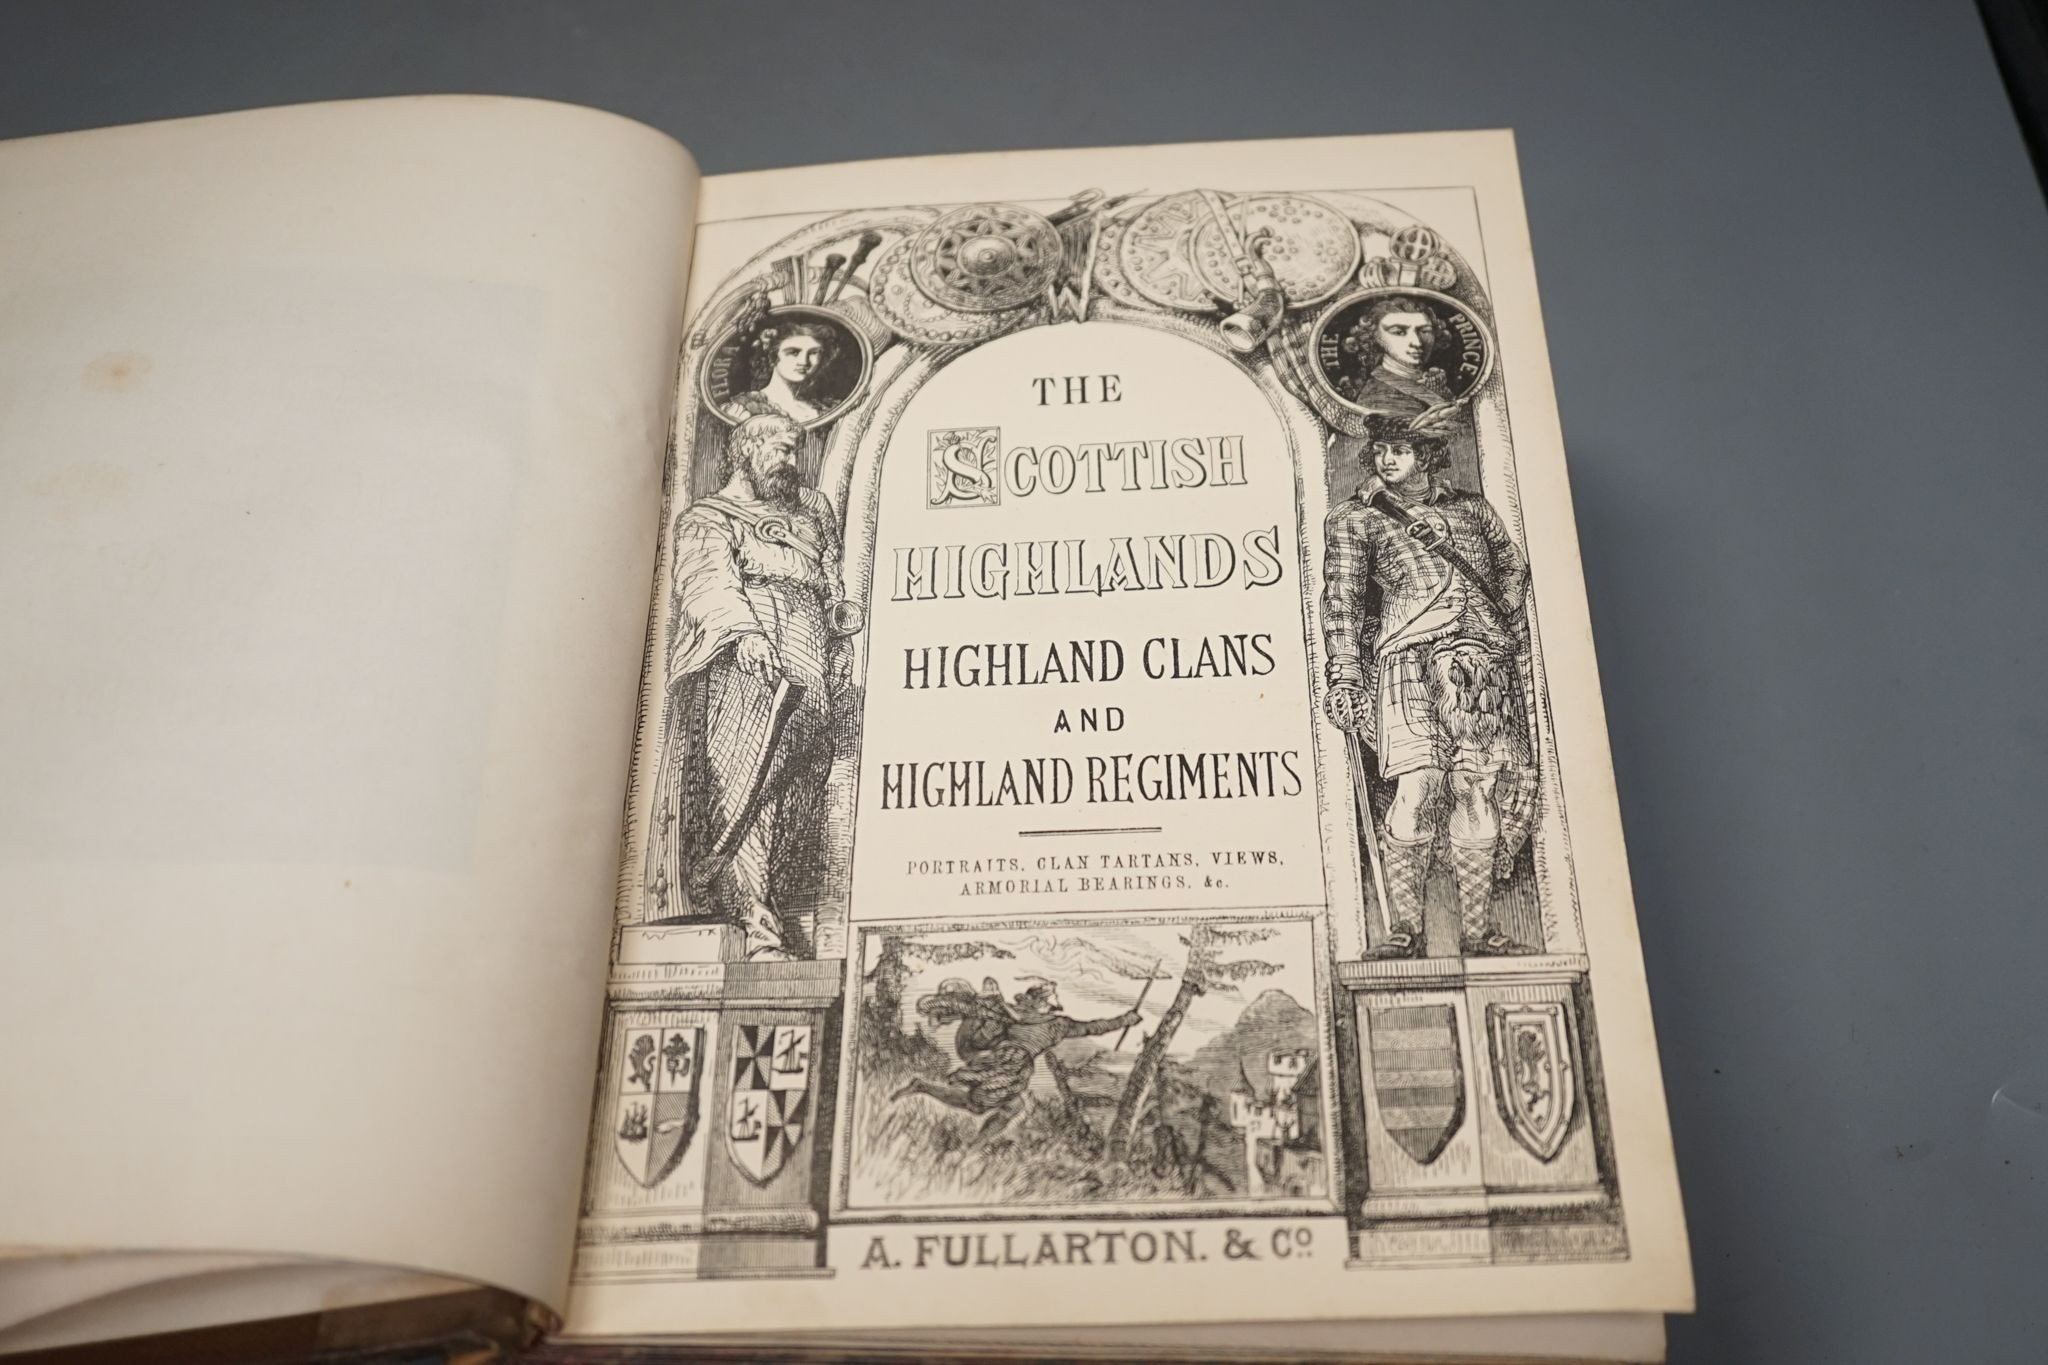 FLORA.
THE PRINCE.
THE
SCOTTISH
HIGHLANDS
HIGHLAND CLANS
AND
HIGHLAND REGIMENTS
PORTRAITS, CLAN TARTANS, VIEWS,
ARMORIAL BEARINGS, &c.
A. FULLARTON. & Co.